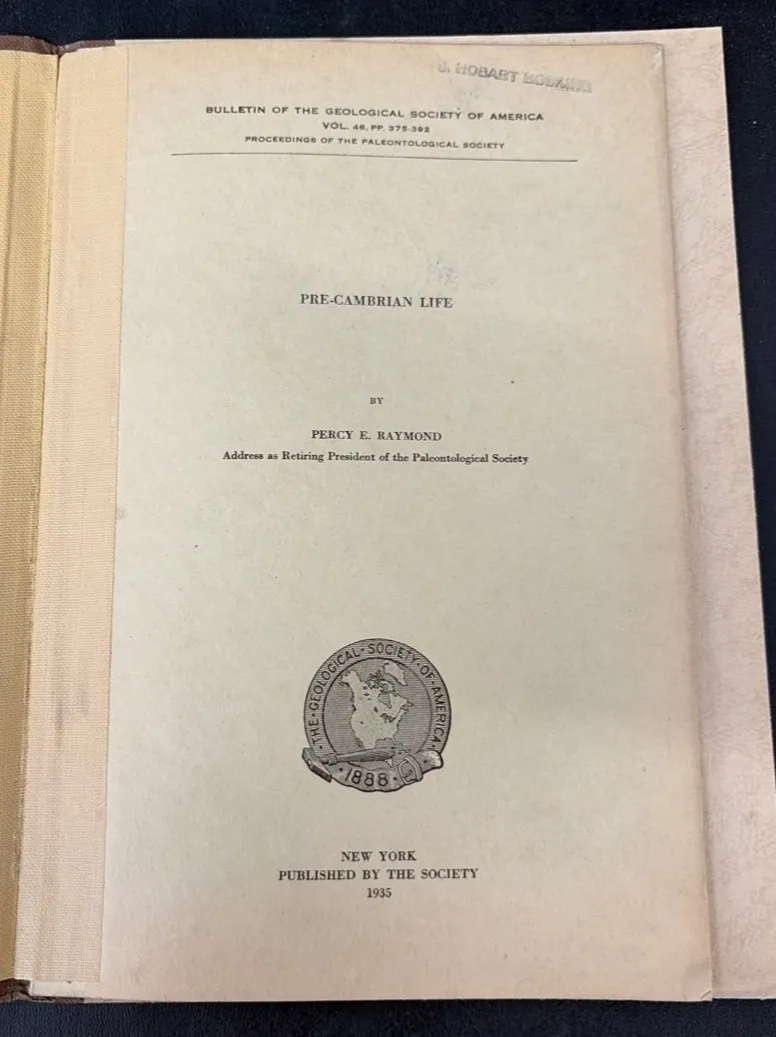 J. HOBART HOSKINS
BULLETIN OF THE GEOLOGICAL SOCIETY OF AMERICA
VOL. 46, PP. 375-392
PROCEEDINGS OF THE PALEONTOLOGICAL SOCIETY
PRE-CAMBRIAN LIFE
BY
PERCY E. RAYMOND
Address as Retiring President of the Paleontological Society
THE · GEOLOGICAL · SOCIETY · OF · AMERICA ·
· 1888 ·
NEW YORK
PUBLISHED BY THE SOCIETY
1935